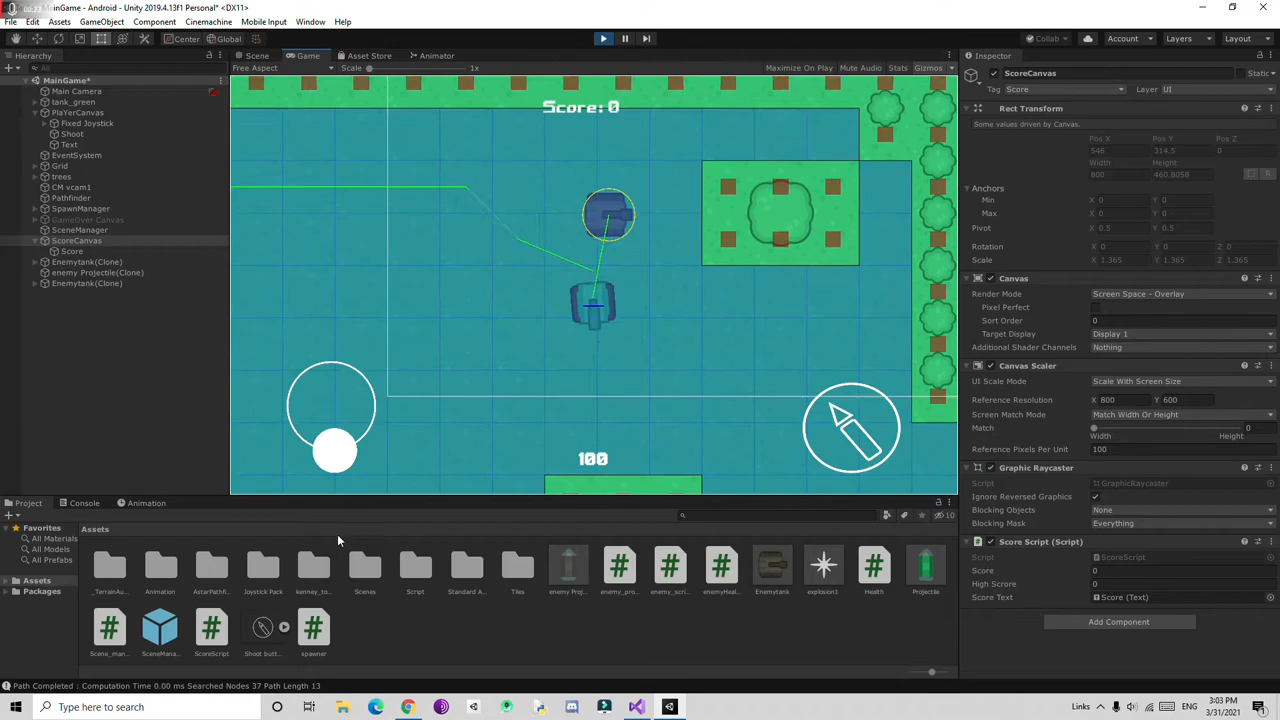 MainGame - Android - Unity 2019.4.13f1 Personal* <DX11>
File Edit Assets GameObject Component Cinemachine Mobile Input Window Help
Center Global Collab Account Layers Layout
Hierarchy
All
MainGame*
Main Camera
tank_green
PlaYerCanvas
Fixed Joystick
Shoot
Text
EventSystem
Grid
trees
CM vcam1
Pathfinder
SpawnManager
GameOver Canvas
SceneManager
ScoreCanvas
Score
Enemytank(Clone)
enemy Projectile(Clone)
Enemytank(Clone)
Scene Game Asset Store Animator
Free Aspect Scale 1x Maximize On Play Mute Audio Stats Gizmos
Score:0
100
Inspector
ScoreCanvas Static
Tag Score Layer UI
Rect Transform
Some values driven by Canvas.
Pos X Pos Y Pos Z
546 314.5 0
Width Height
800 460.8058
R
Anchors
Min X 0 Y 0
Max X 0 Y 0
Pivot X 0.5 Y 0.5
Rotation X 0 Y 0 Z 0
Scale X 1.365 Y 1.365 Z 1.365
Canvas
Render Mode Screen Space - Overlay
Pixel Perfect
Sort Order 0
Target Display Display 1
Additional Shader Channels Nothing
Canvas Scaler
UI Scale Mode Scale With Screen Size
Reference Resolution X 800 Y 600
Screen Match Mode Match Width Or Height
Match 0
Width Height
Reference Pixels Per Unit 100
Graphic Raycaster
Script GraphicRaycaster
Ignore Reversed Graphics
Blocking Objects None
Blocking Mask Everything
Score Script (Script)
Script ScoreScript
Score 0
High Schrore 0
Score Text Score (Text)
Add Component
Project Console Animation
10
Favorites
All Materials
All Models
All Prefabs
Assets
Packages
Assets
_TerrainAu... Animation AstarPathfi... Joystick Pack kenney_to... Scenes Script Standard A... Tiles enemy Proj... enemy_pro... enemy_scri... enemyHeal... Enemytank explosion1 Health Projectile
Scene_man... SceneMana... ScoreScript Shoot butt... spawner
Path Completed : Computation Time 0.00 ms Searched Nodes 37 Path Length 13
Type here to search
Links
3:03 PM
3/31/2021